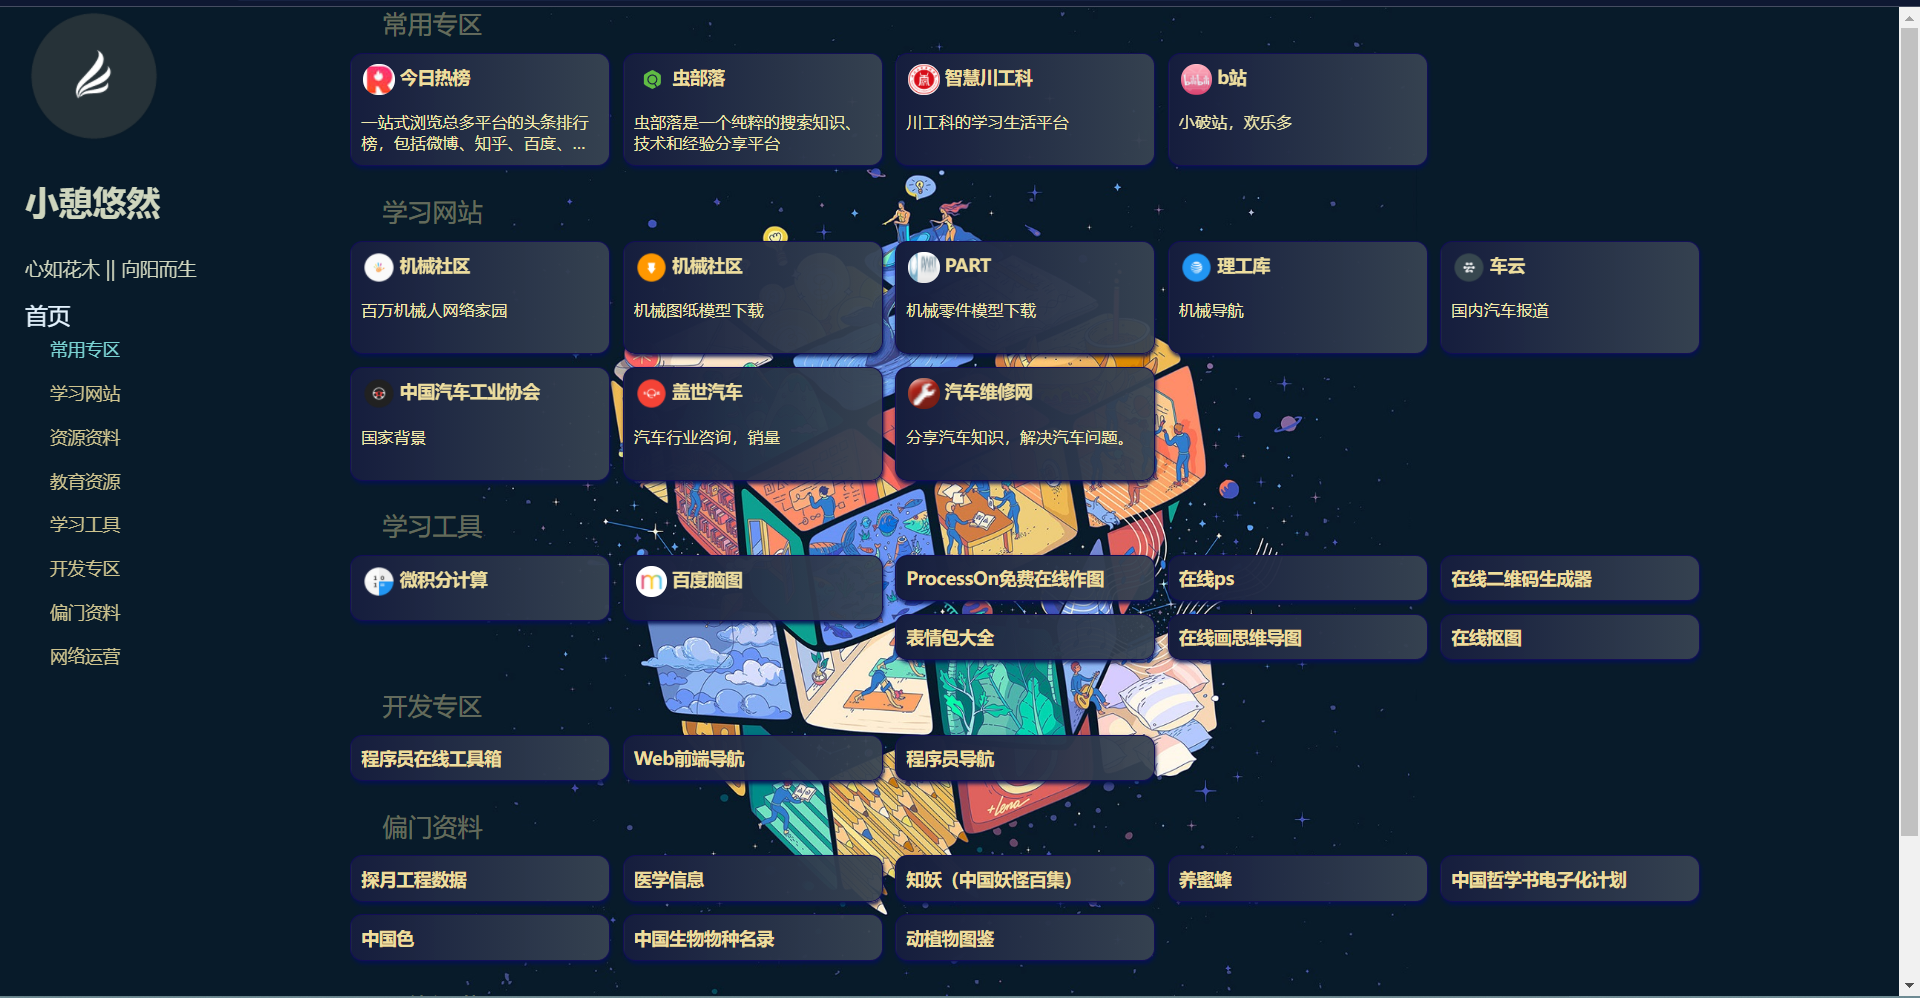 小憩悠然
心如花木 || 向阳而生
首页
常用专区
学习网站
资源资料
教育资源
学习工具
开发专区
偏门资料
网络运营
常用专区
今日热榜
一站式浏览总多平台的头条排行
榜，包括微博、知乎、百度、...
虫部落
虫部落是一个纯粹的搜索知识、
技术和经验分享平台
智慧川工科
川工科的学习生活平台
b站
小破站，欢乐多
学习网站
机械社区
百万机械人网络家园
机械社区
机械图纸模型下载
PART
机械零件模型下载
理工库
机械导航
车云
国内汽车报道
中国汽车工业协会
国家背景
盖世汽车
汽车行业咨询，销量
汽车维修网
分享汽车知识，解决汽车问题。
学习工具
微积分计算
百度脑图
ProcessOn免费在线作图
在线ps
在线二维码生成器
表情包大全
在线画思维导图
在线抠图
开发专区
程序员在线工具箱
Web前端导航
程序员导航
+lena
偏门资料
探月工程数据
医学信息
知妖（中国妖怪百集）
养蜜蜂
中国哲学书电子化计划
中国色
中国生物物种名录
动植物图鉴